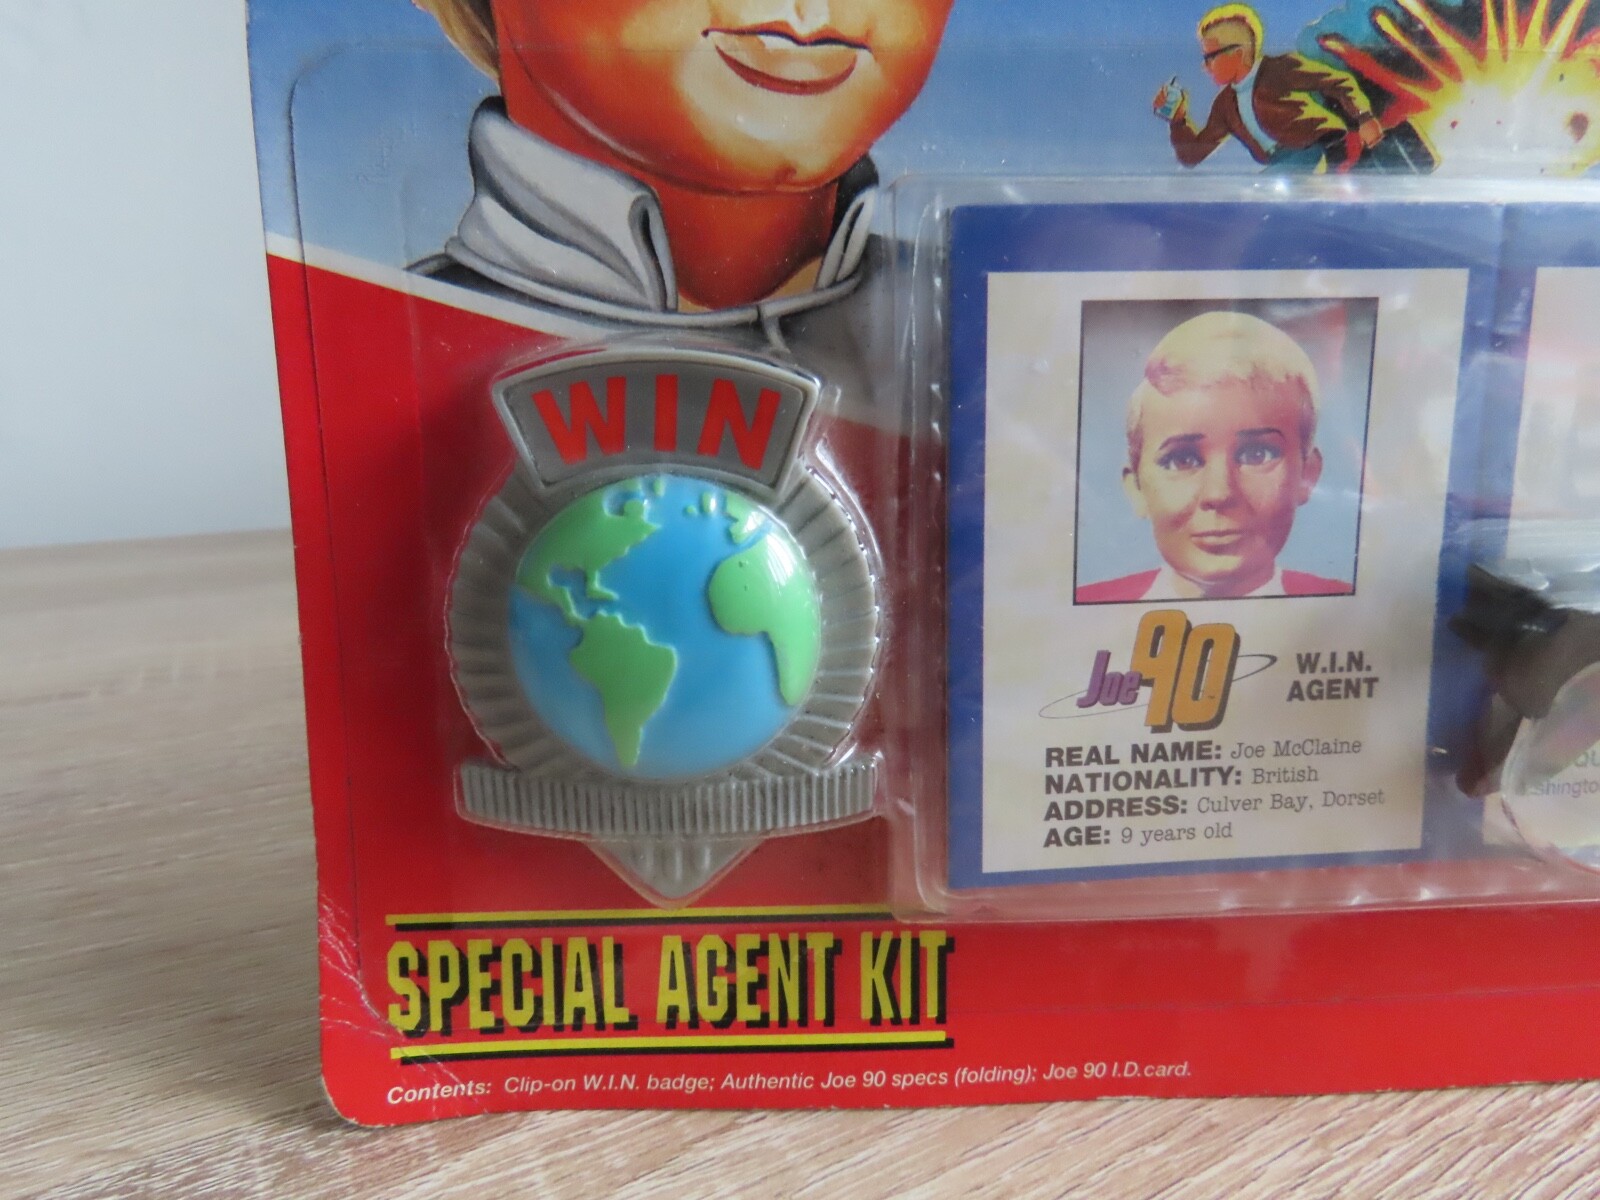 WIN
Joe 90
W.I.N.
AGENT
REAL NAME: Joe McClaine
NATIONALITY: British
ADDRESS: Culver Bay, Dorset
AGE: 9 years old
SPECIAL AGENT KIT
Contents: Clip-on W.I.N. badge; Authentic Joe 90 specs (folding); Joe 90 I.D. card.